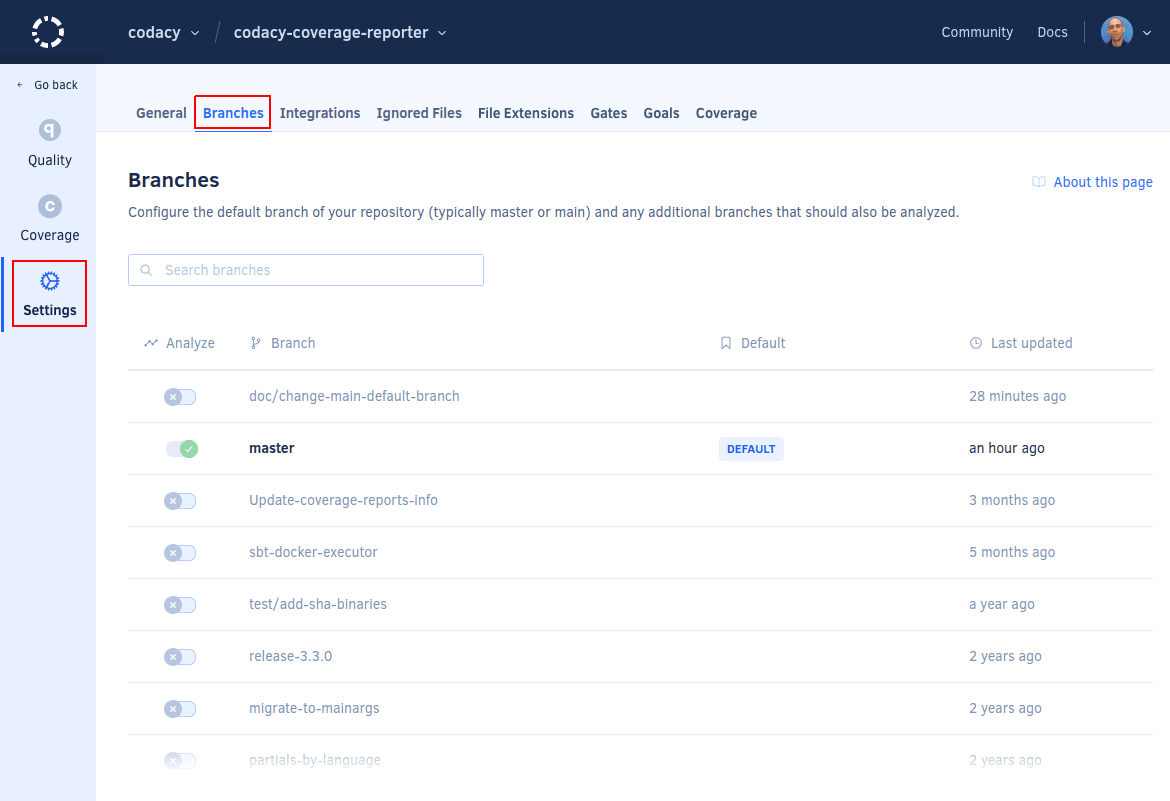 codacy / codacy-coverage-reporter
Community Docs
← Go back
q
Quality
c
Coverage
Settings
General Branches Integrations Ignored Files File Extensions Gates Goals Coverage
Branches
About this page
Configure the default branch of your repository (typically master or main) and any additional branches that should also be analyzed.
Search branches
Analyze Branch Default Last updated
doc/change-main-default-branch 28 minutes ago
master DEFAULT an hour ago
Update-coverage-reports-info 3 months ago
sbt-docker-executor 5 months ago
test/add-sha-binaries a year ago
release-3.3.0 2 years ago
migrate-to-mainargs 2 years ago
partials-by-language 2 years ago